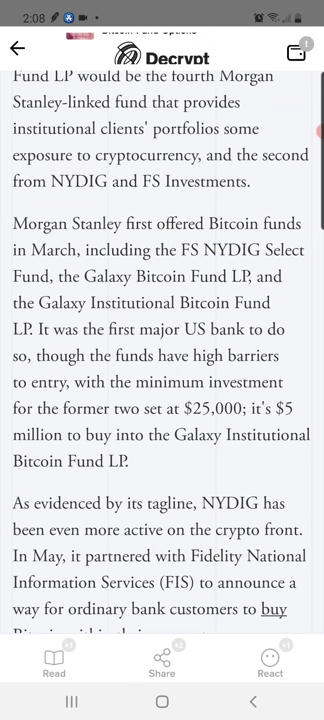 2:08
Bitcoin Fund Options
Decrypt
1
Fund LP would be the fourth Morgan
Stanley-linked fund that provides
institutional clients' portfolios some
exposure to cryptocurrency, and the second
from NYDIG and FS Investments.
Morgan Stanley first offered Bitcoin funds
in March, including the FS NYDIG Select
Fund, the Galaxy Bitcoin Fund LP, and
the Galaxy Institutional Bitcoin Fund
LP. It was the first major US bank to do
so, though the funds have high barriers
to entry, with the minimum investment
for the former two set at $25,000; it's $5
million to buy into the Galaxy Institutional
Bitcoin Fund LP.
As evidenced by its tagline, NYDIG has
been even more active on the crypto front.
In May, it partnered with Fidelity National
Information Services (FIS) to announce a
way for ordinary bank customers to buy
+1 +2 +1
Read Share React